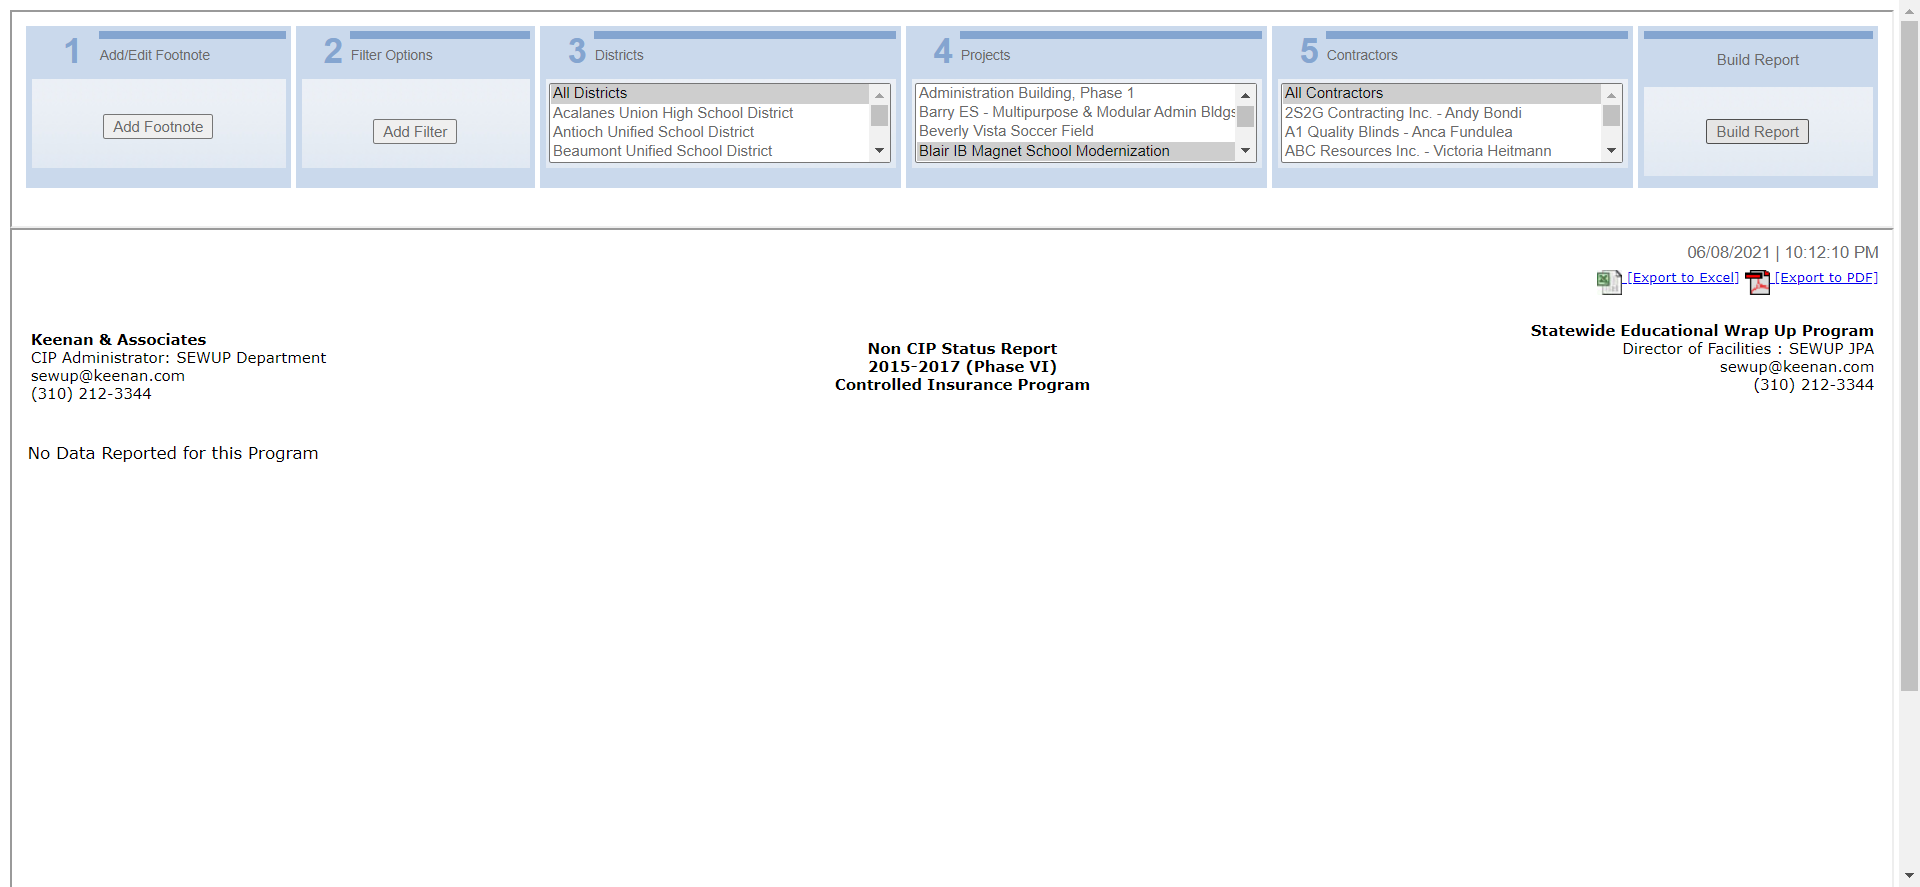 1 Add/Edit Footnote
Add Footnote
2 Filter Options
Add Filter
3 Districts
All Districts
Acalanes Union High School District
Antioch Unified School District
Beaumont Unified School District
4 Projects
Administration Building, Phase 1
Barry ES - Multipurpose & Modular Admin Bldgs
Beverly Vista Soccer Field
Blair IB Magnet School Modernization
5 Contractors
All Contractors
2S2G Contracting Inc. - Andy Bondi
A1 Quality Blinds - Anca Fundulea
ABC Resources Inc. - Victoria Heitmann
Build Report
Build Report
06/08/2021 | 10:12:10 PM
[Export to Excel] [Export to PDF]
Keenan & Associates
CIP Administrator: SEWUP Department
sewup@keenan.com
(310) 212-3344
Non CIP Status Report
2015-2017 (Phase VI)
Controlled Insurance Program
Statewide Educational Wrap Up Program
Director of Facilities : SEWUP JPA
sewup@keenan.com
(310) 212-3344
No Data Reported for this Program